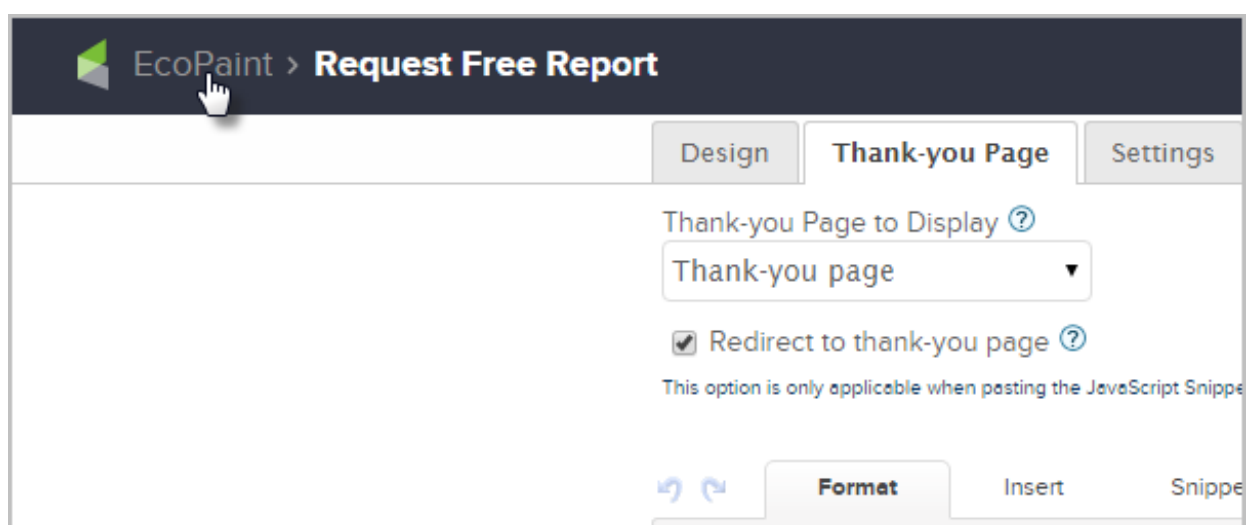 EcoPaint > Request Free Report
Design Thank-you Page Settings
Thank-you Page to Display ?
Thank-you page
Redirect to thank-you page ?
This option is only applicable when pasting the JavaScript Snippe
Format Insert Snippe